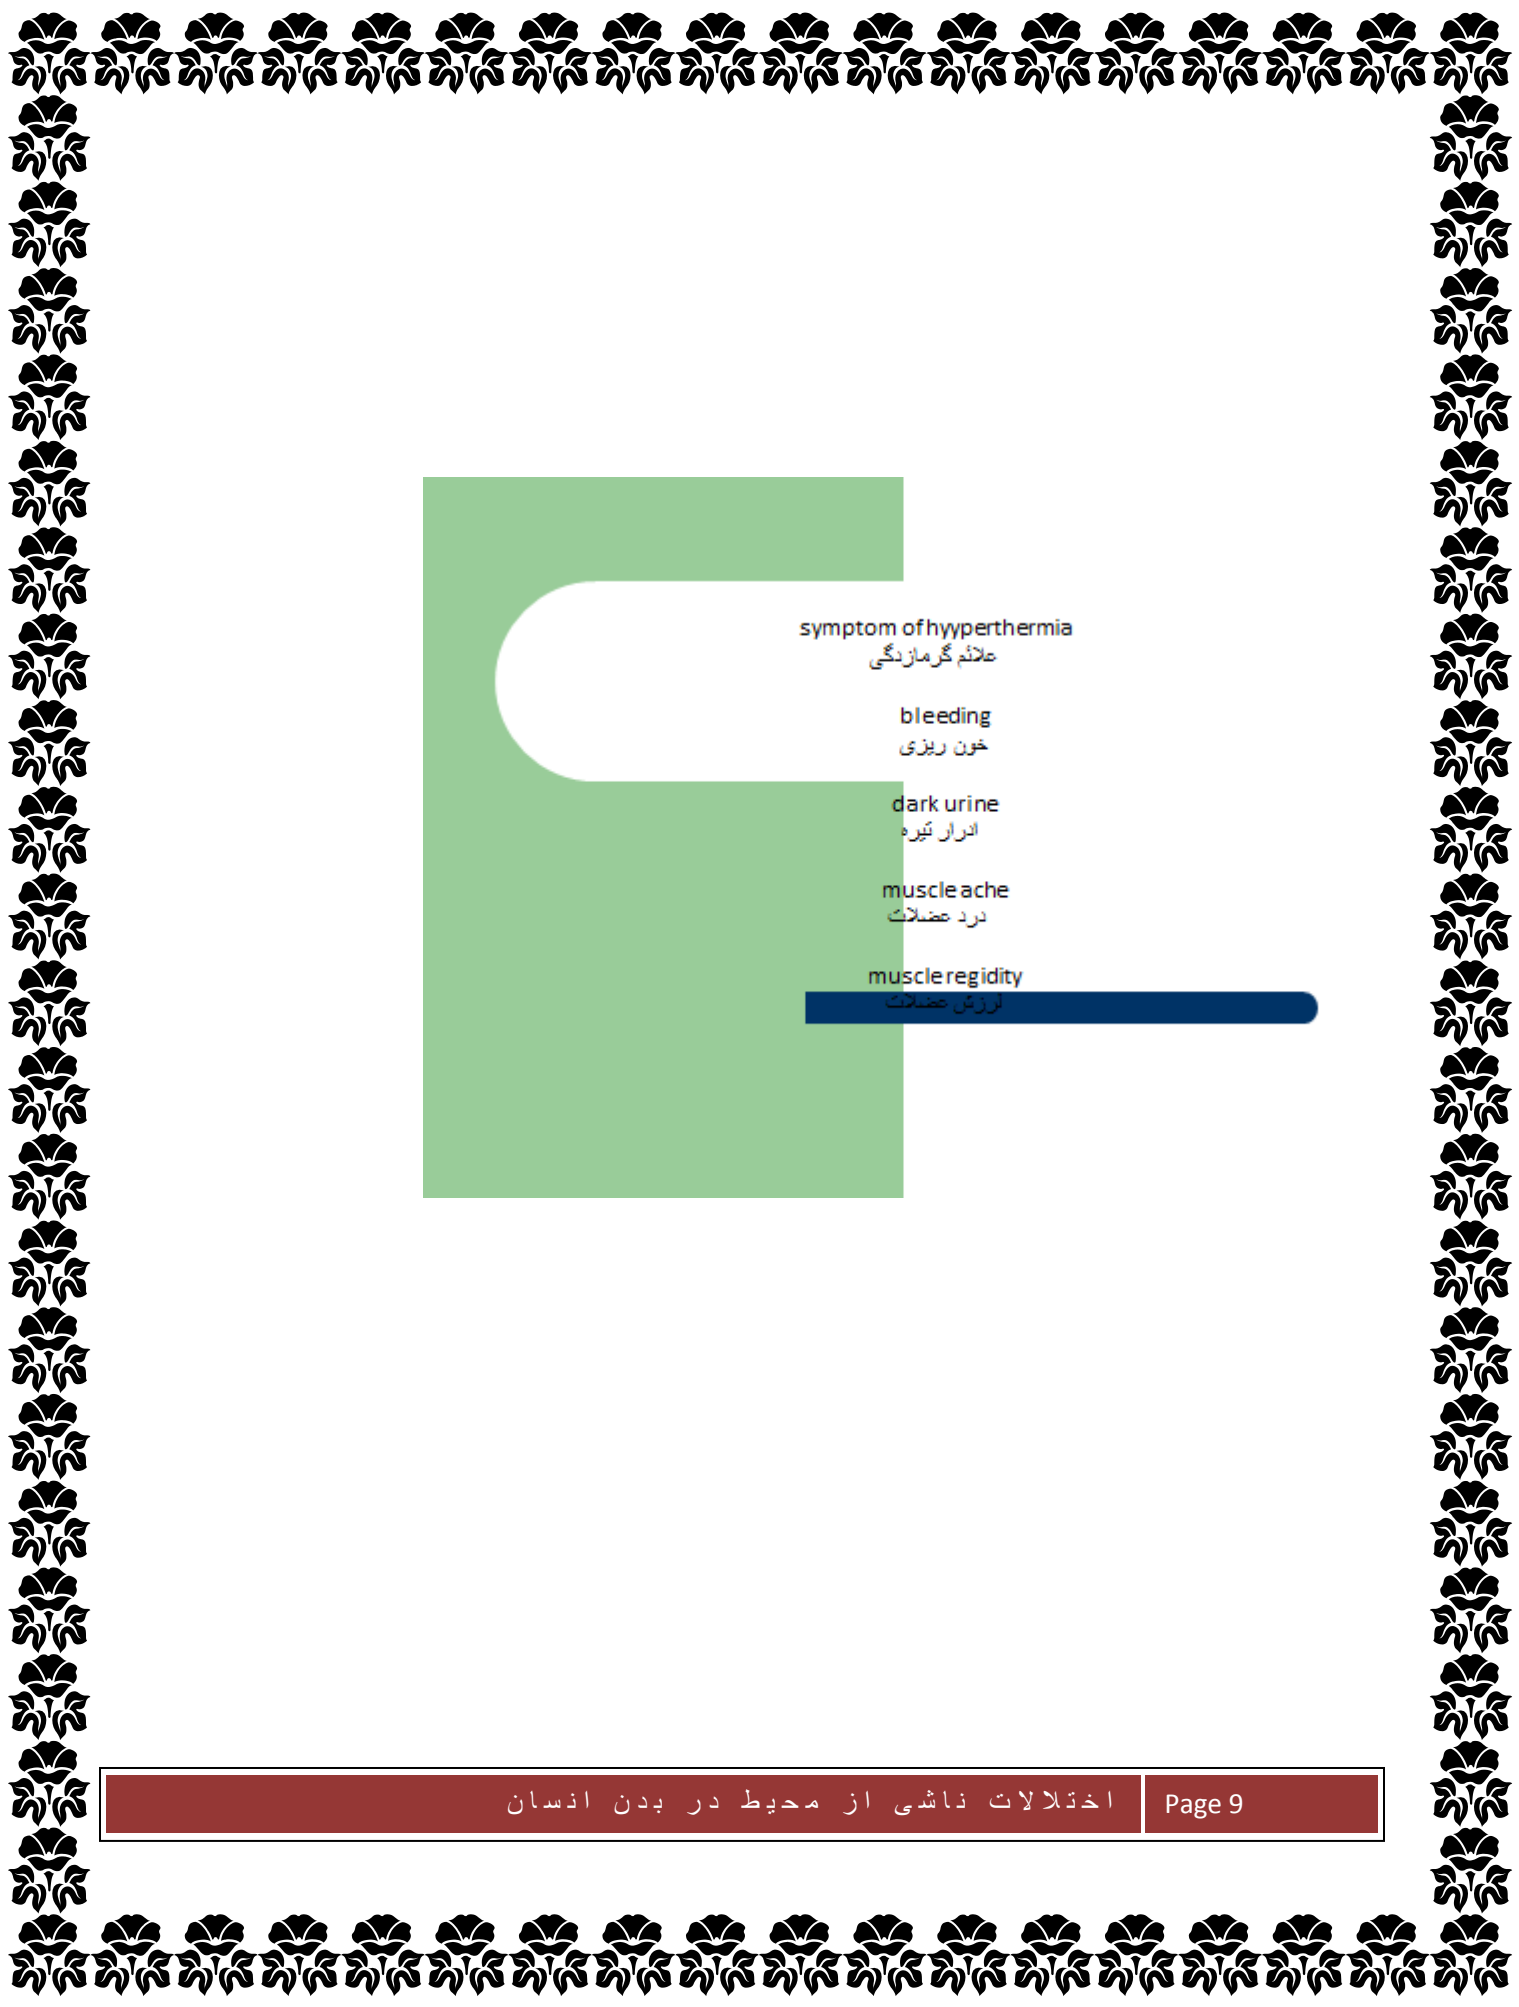 symptom of hyyperthermia
علائم گرمازدگی
bleeding
خون ریزی
dark urine
ادرار تیره
muscle ache
درد عضلات
muscle regidity
لرزش عضلات
اختلالات ناشی از محیط در بدن انسان
Page 9